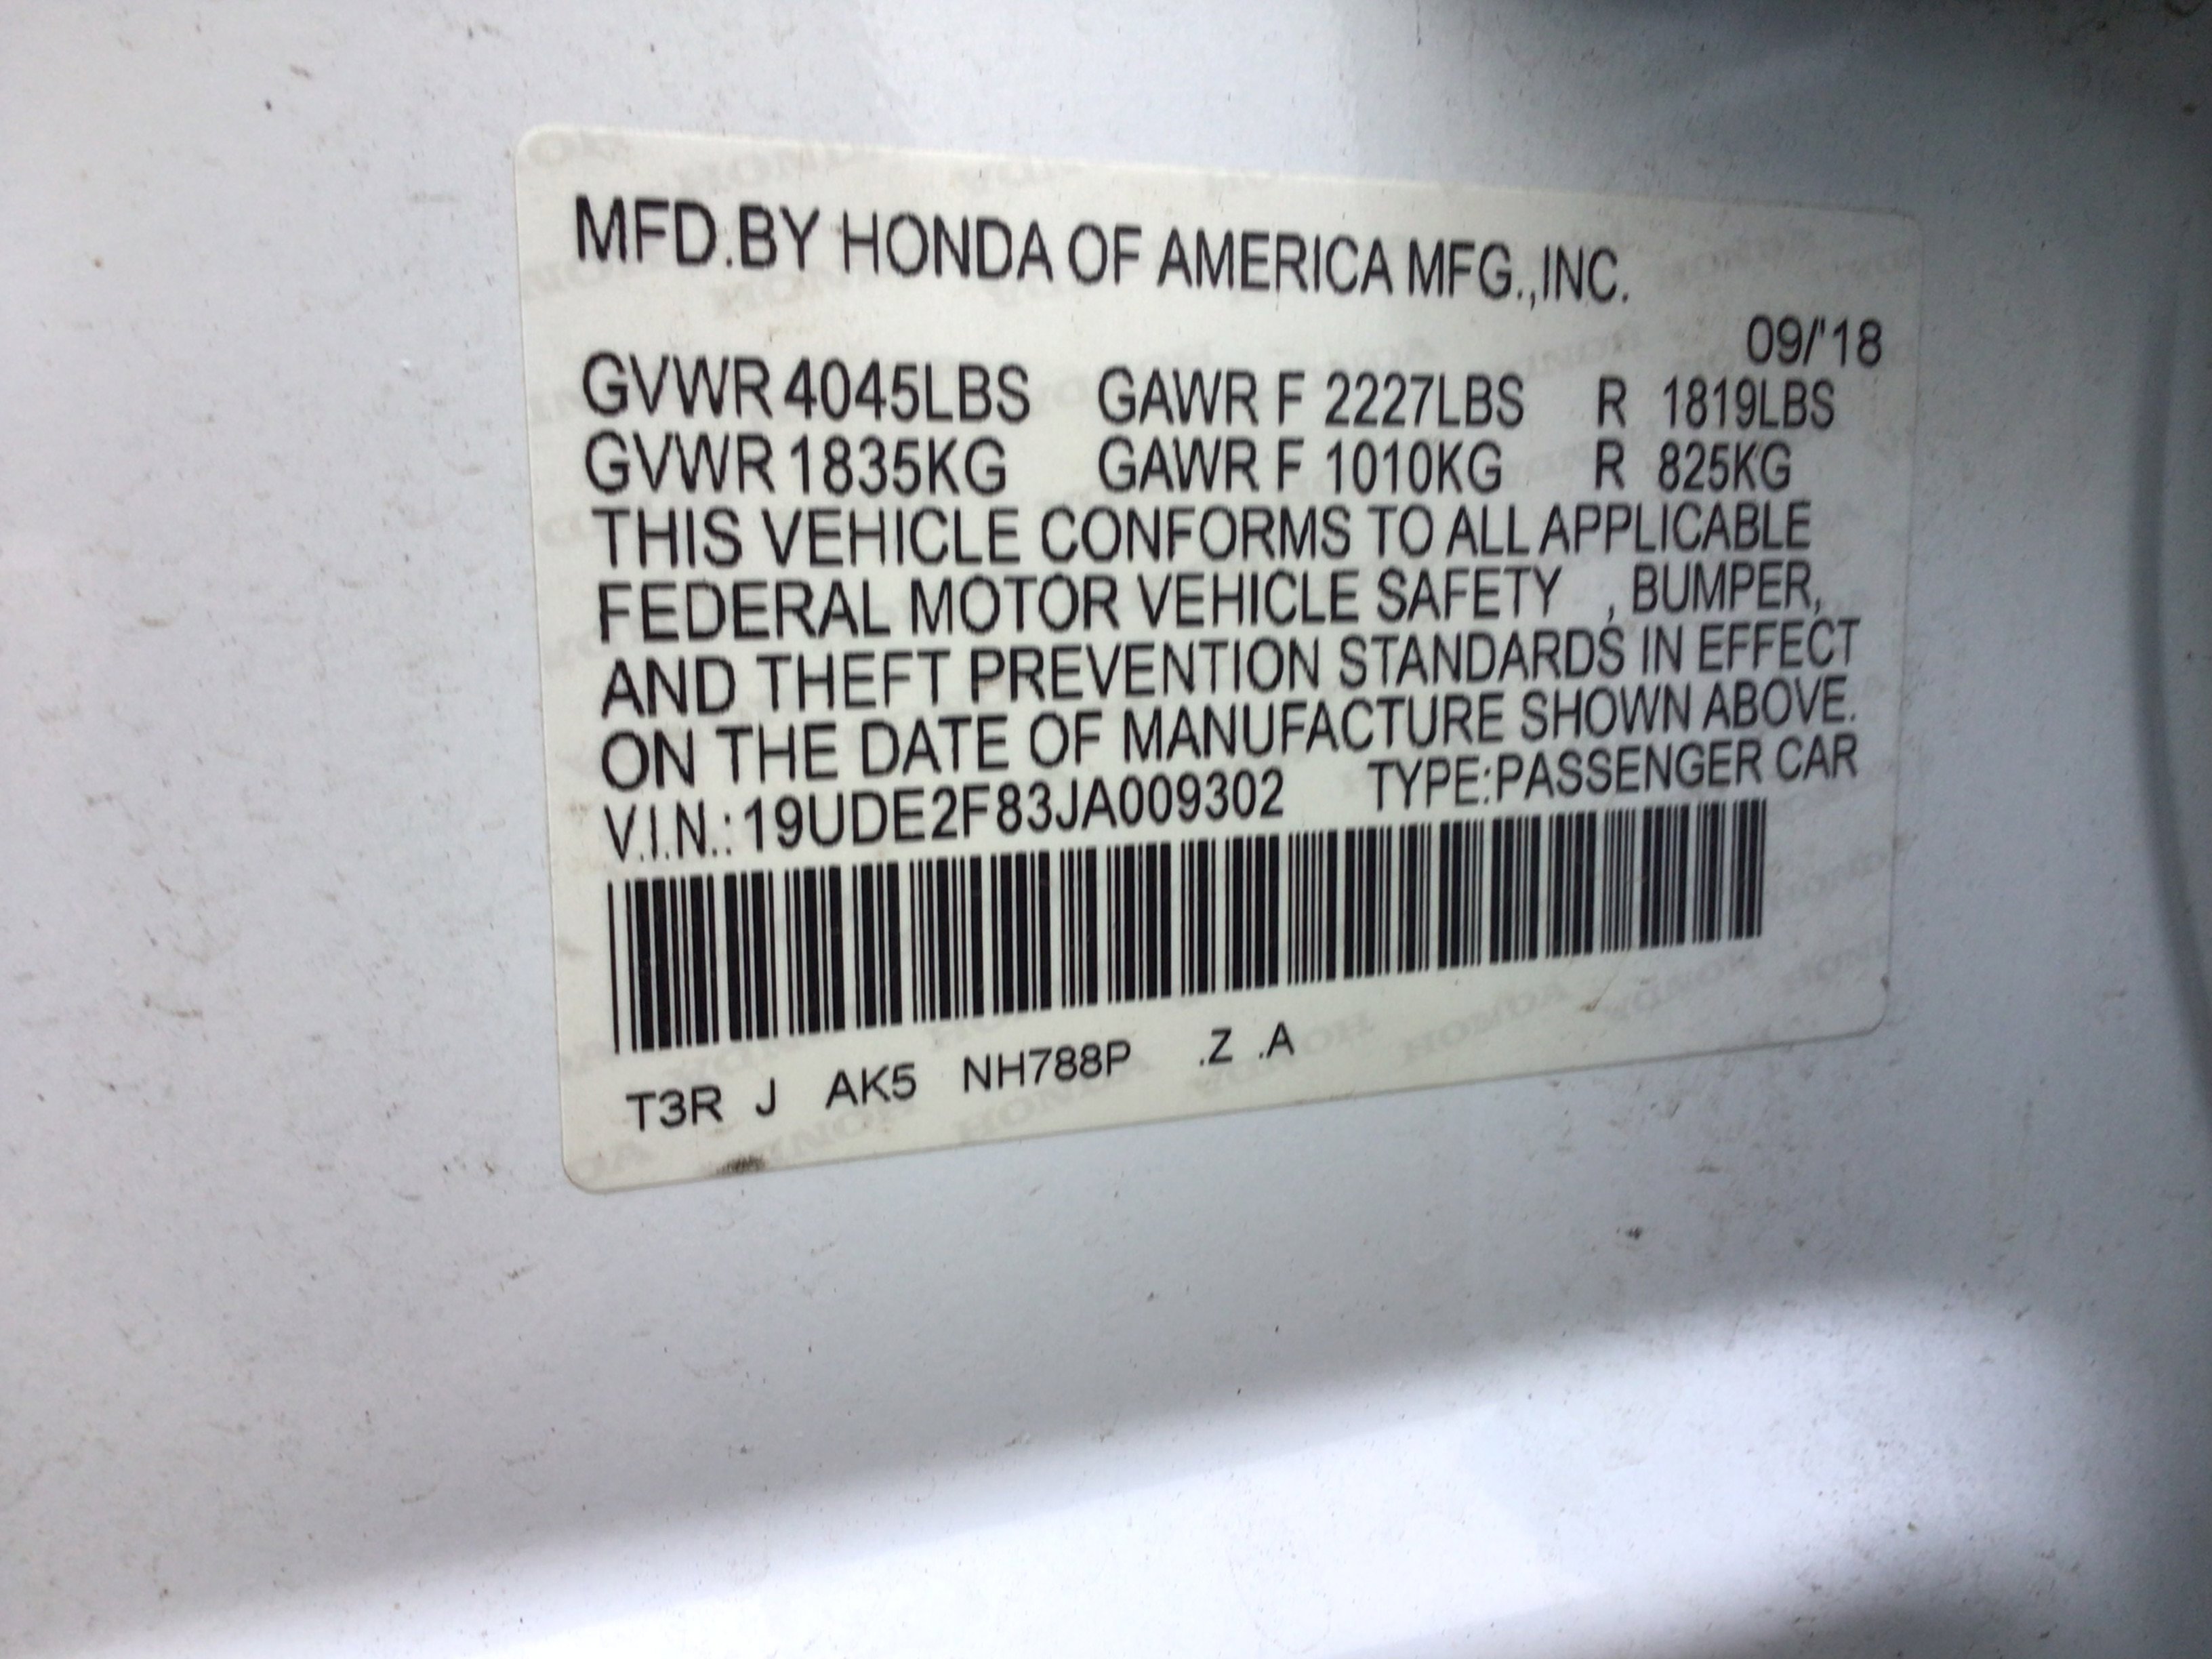 MFD.BY HONDA OF AMERICA MFG.,INC.
09/'18
GVWR 4045LBS GAWR F 2227LBS R 1819LBS
GVWR 1835KG GAWR F 1010KG R 825KG
THIS VEHICLE CONFORMS TO ALL APPLICABLE
FEDERAL MOTOR VEHICLE SAFETY , BUMPER,
AND THEFT PREVENTION STANDARDS IN EFFECT
ON THE DATE OF MANUFACTURE SHOWN ABOVE.
V.I.N.:19UDE2F83JA009302 TYPE:PASSENGER CAR
T3R J AK5 NH788P .Z .A